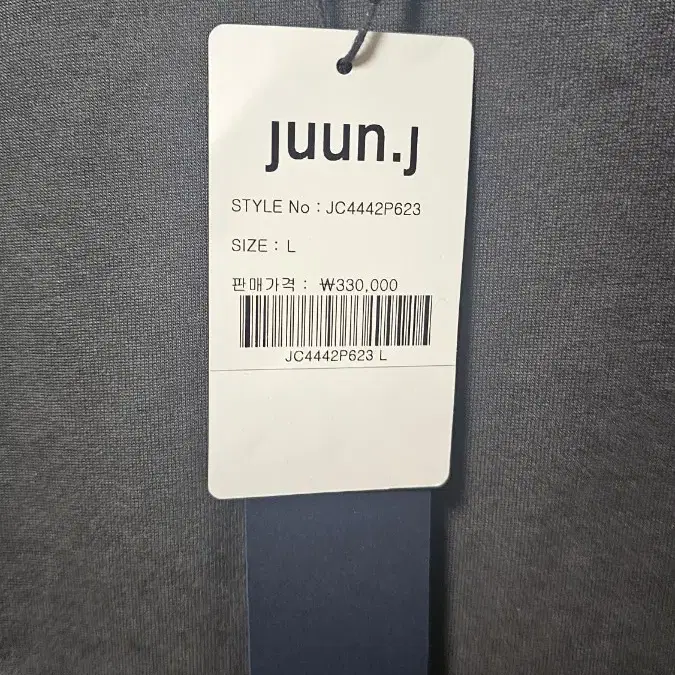 juun.j
STYLE No : JC4442P623
SIZE : L
판매가격 : ₩330,000
JC4442P623 L